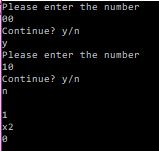 Please enter the number
00
Continue? y/n
y
Please enter the number
10
Continue? y/n
n
1
x2
0